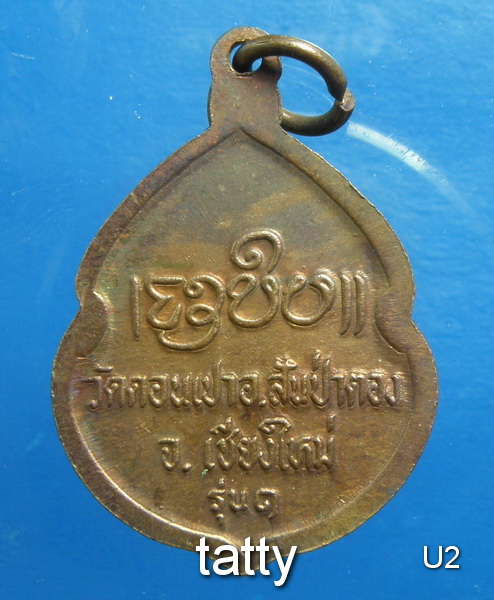 วัดดอนเปาอ.สันป่าตอง
จ. เชียงใหม่
รุ่น ๑
tatty
U2